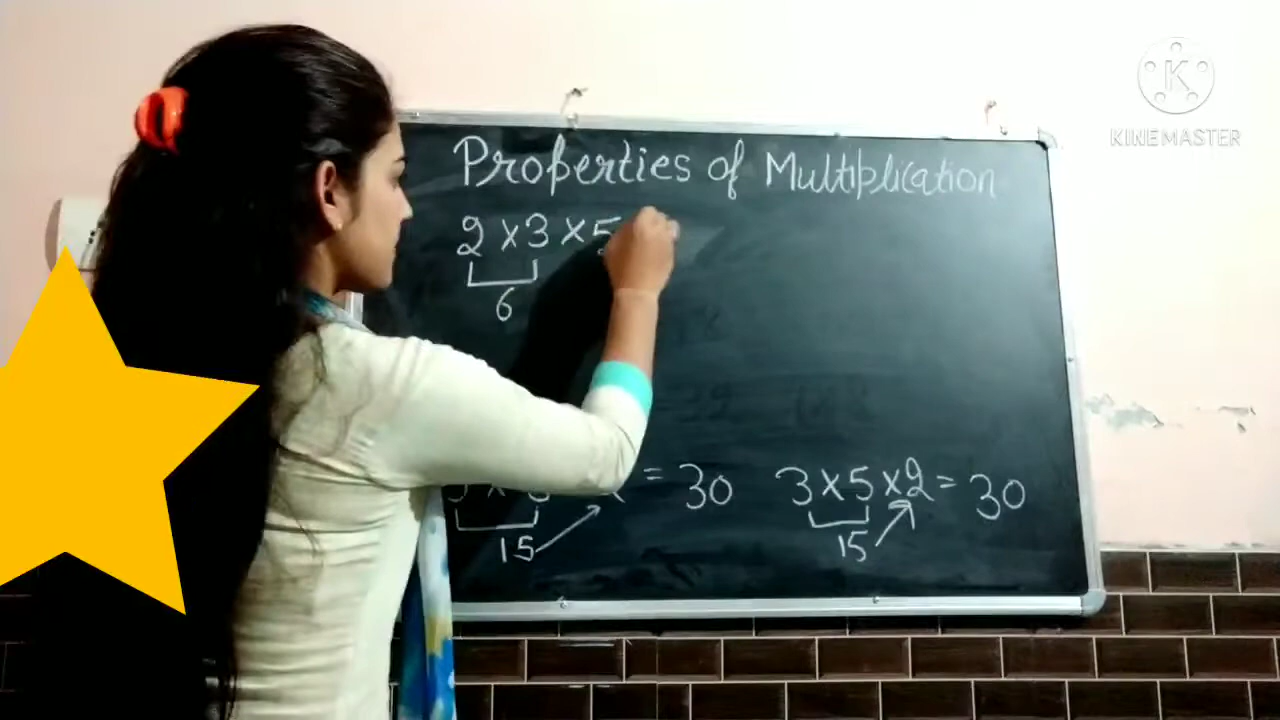 K
KINEMASTER
Properties of Multiplication
2 × 3 × 5
6
= 30
3 × 5 × 2 = 30
15
15